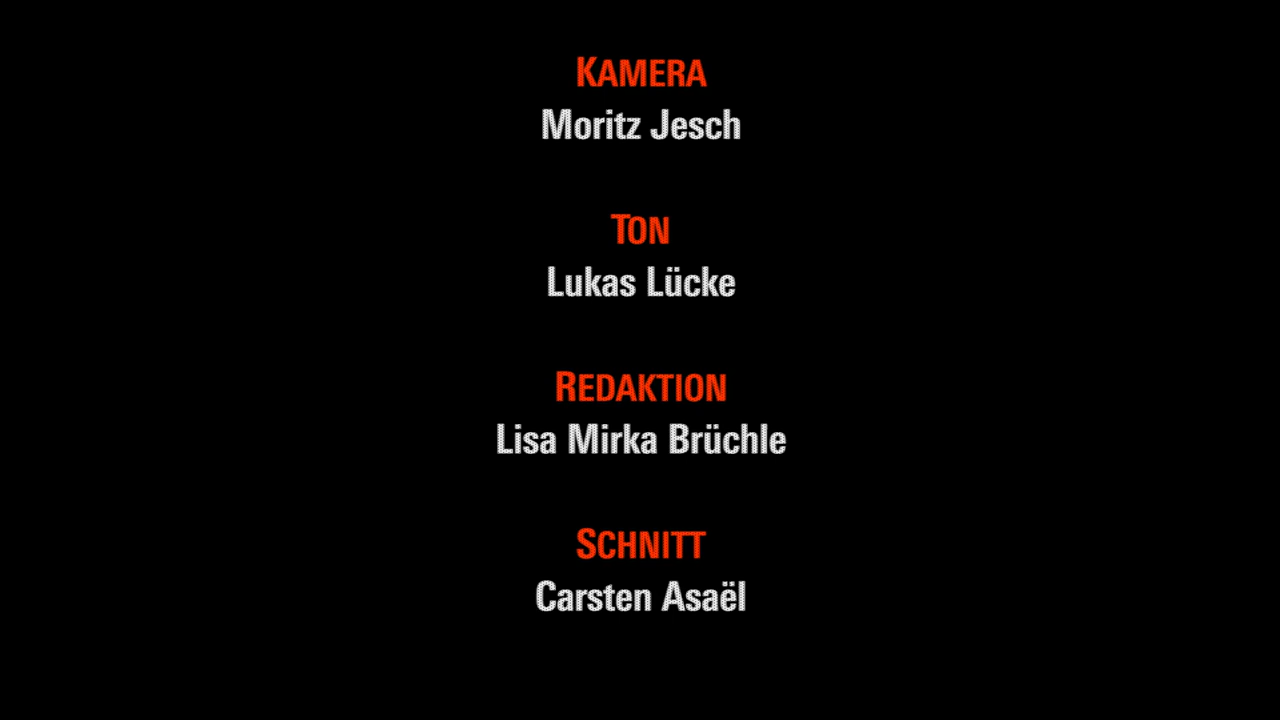 KAMERA
Moritz Jesch
TON
Lukas Lücke
REDAKTION
Lisa Mirka Brüchle
SCHNITT
Carsten Asaël